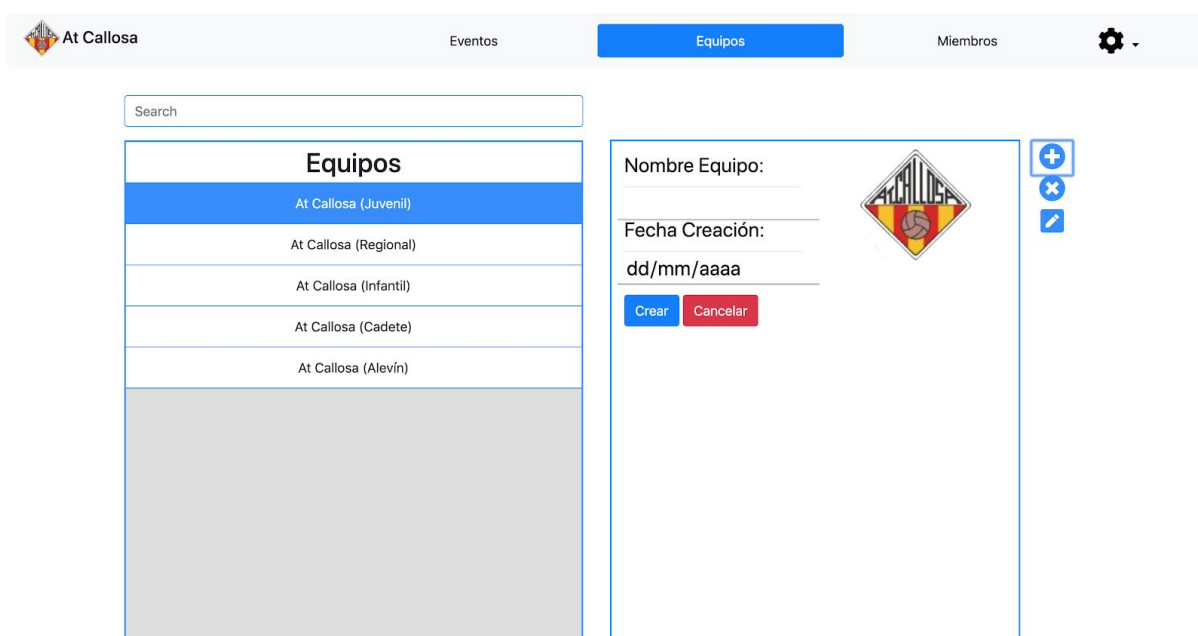 At Callosa
Eventos
Equipos
Miembros
Search
Equipos
At Callosa (Juvenil)
At Callosa (Regional)
At Callosa (Infantil)
At Callosa (Cadete)
At Callosa (Alevín)
Nombre Equipo:
ATCALLOSA
Fecha Creación:
dd/mm/aaaa
Crear
Cancelar